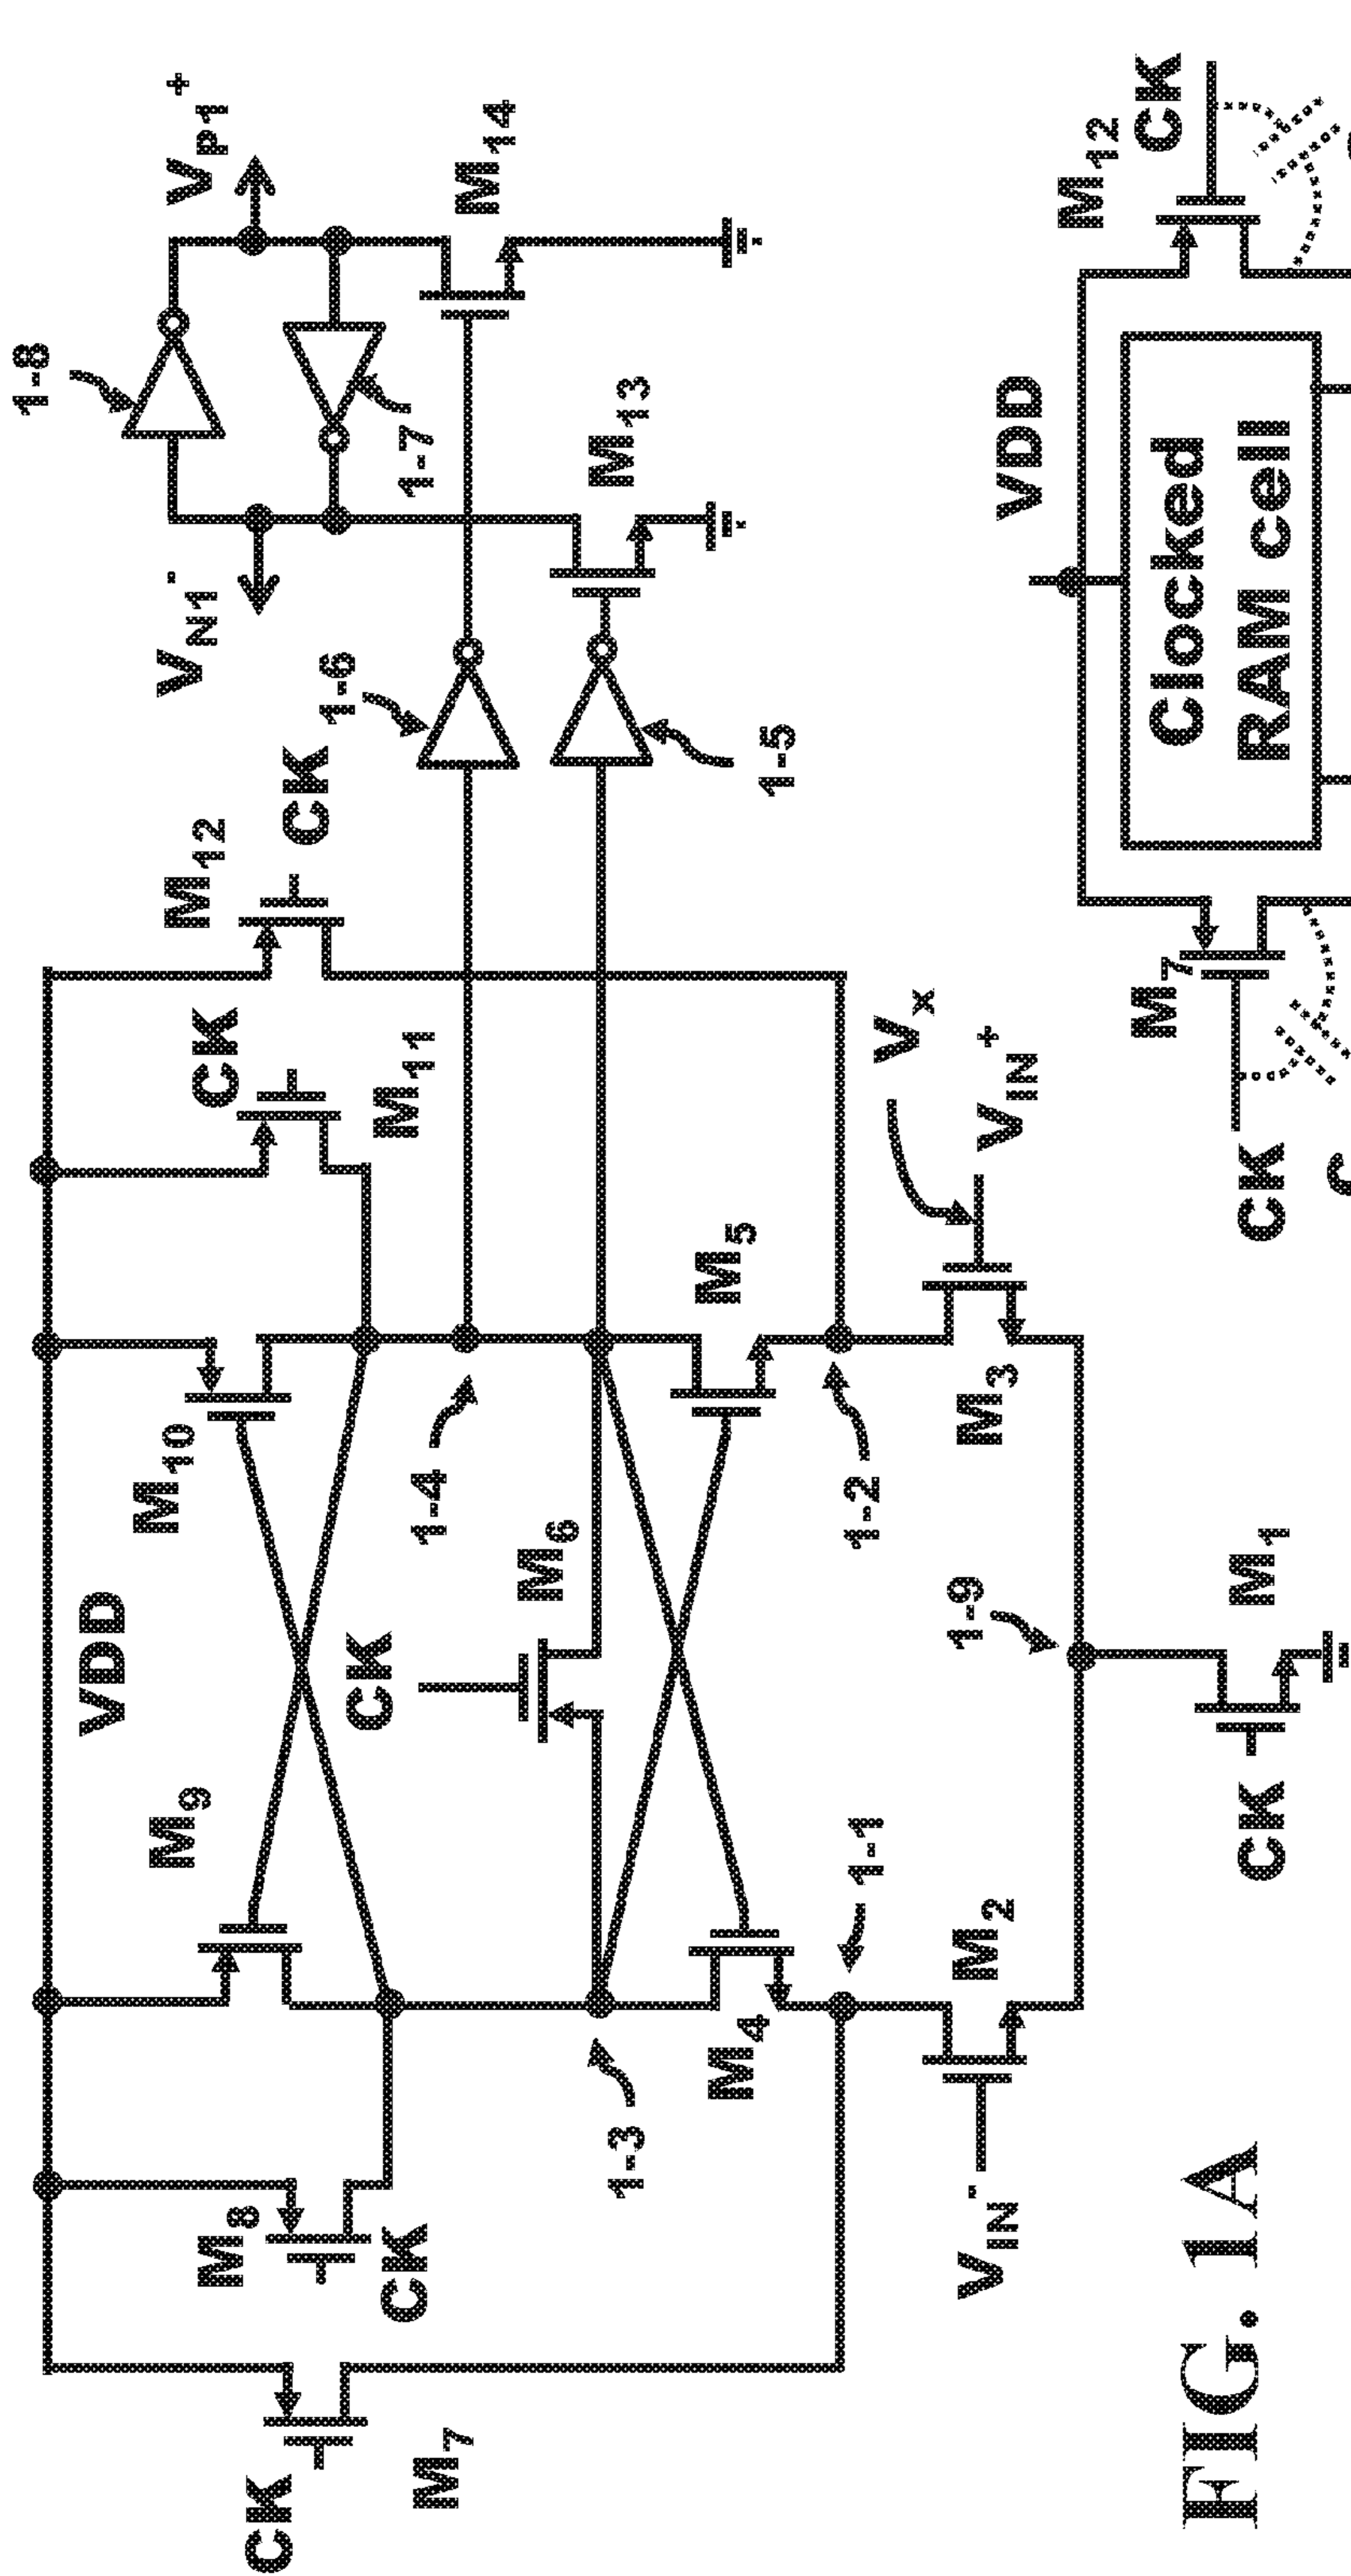 CK
M7
M8
CK
VDD
M9
M10
CK
M11
M12
CK
1-8
VP1+
VN1-
1-7
1-6
1-5
M13
M14
1-3
M4
CK
M6
1-4
M5
1-1
1-2
VIN-
M2
1-9
M3
VIN+
Vx
CK
M1
FIG. 1A
VDD
M7
CK
Clocked
RAM cell
M12
CK